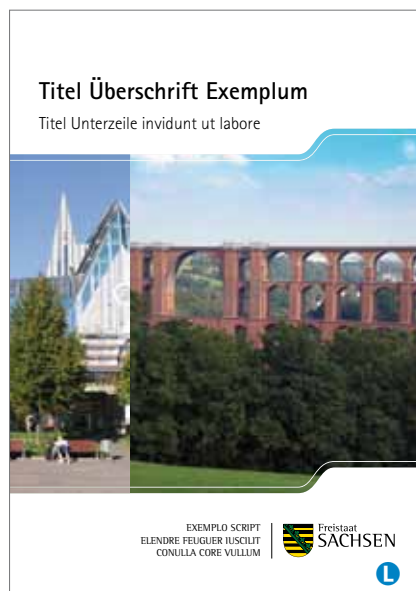 Titel Überschrift Exemplum
Titel Unterzeile invidunt ut labore
EXEMPLO SCRIPT
ELENDRE FEUGUER IUSCILIT
CONULLA CORE VULLUM
Freistaat
SACHSEN
L